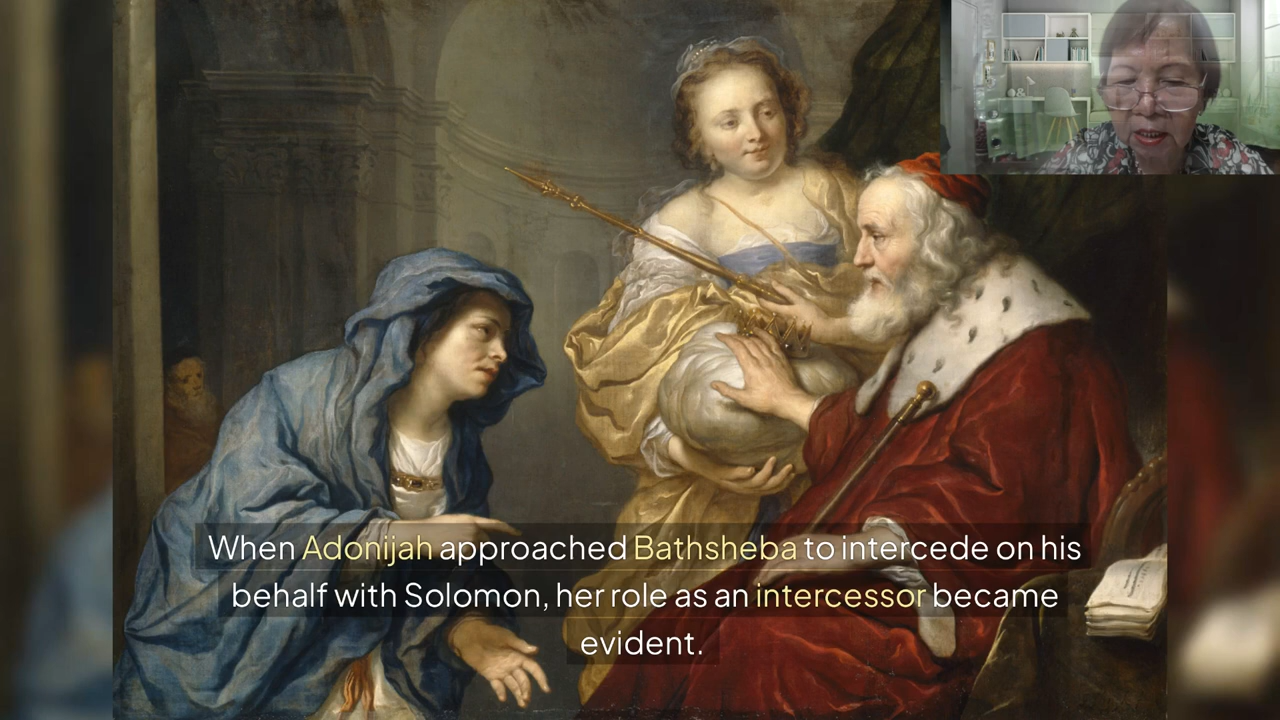 When Adonijah approached Bathsheba to intercede on his
behalf with Solomon, her role as an intercessor became
evident.